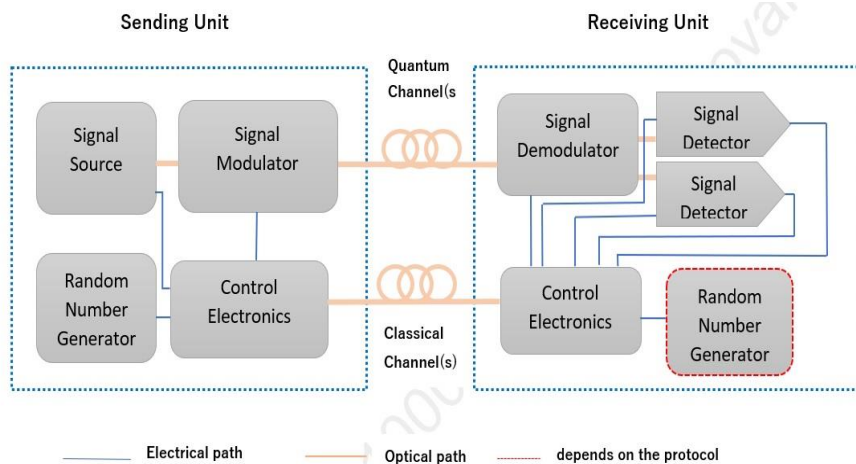 Sending Unit
Receiving Unit
Quantum
Channel(s
Signal
Source
Signal
Modulator
Signal
Demodulator
Signal
Detector
Signal
Detector
Random
Number
Generator
Control
Electronics
Classical
Channel(s)
Control
Electronics
Random
Number
Generator
Electrical path
Optical path
depends on the protocol